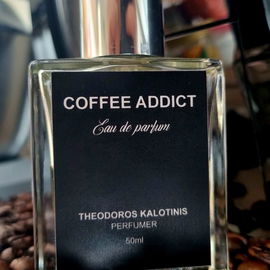 COFFEE ADDICT
Eau de parfum
THEODOROS KALOTINIS
PERFUMER
50ml